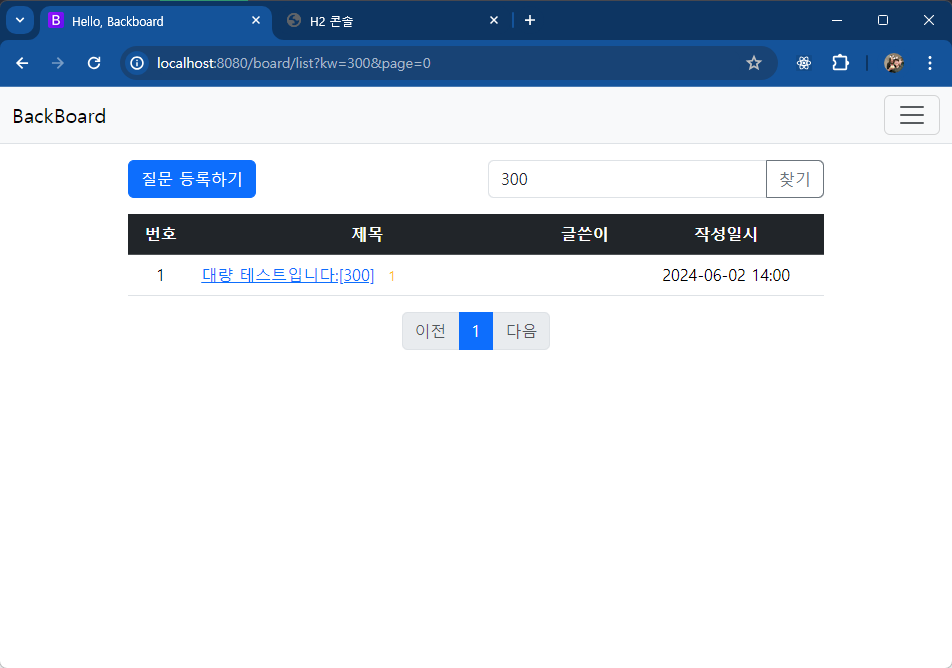 Hello, Backboard
H2 콘솔
localhost:8080/board/list?kw=300&page=0
BackBoard
질문 등록하기
300
찾기
번호 제목 글쓴이 작성일시
1 대량 테스트입니다:[300] 1 2024-06-02 14:00
이전 1 다음